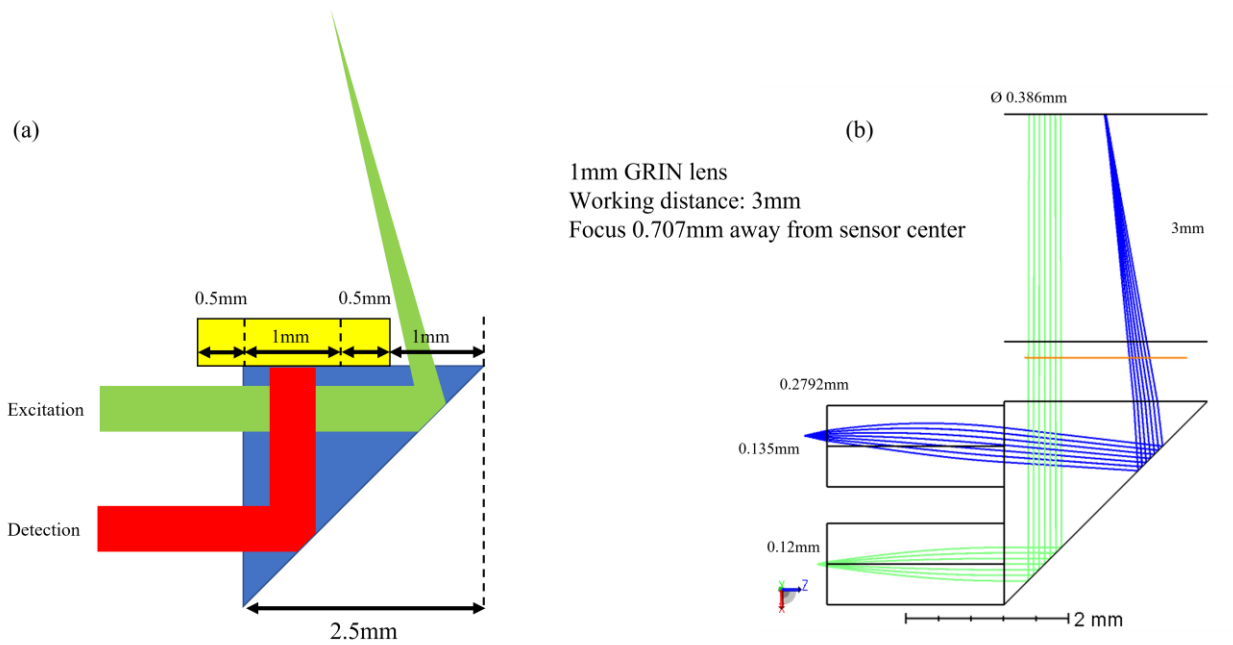 (a)
0.5mm
0.5mm
1mm
1mm
Excitation
Detection
2.5mm
1mm GRIN lens
Working distance: 3mm
Focus 0.707mm away from sensor center
(b)
Ø 0.386mm
3mm
0.2792mm
0.135mm
0.12mm
Y
Z
X
2 mm